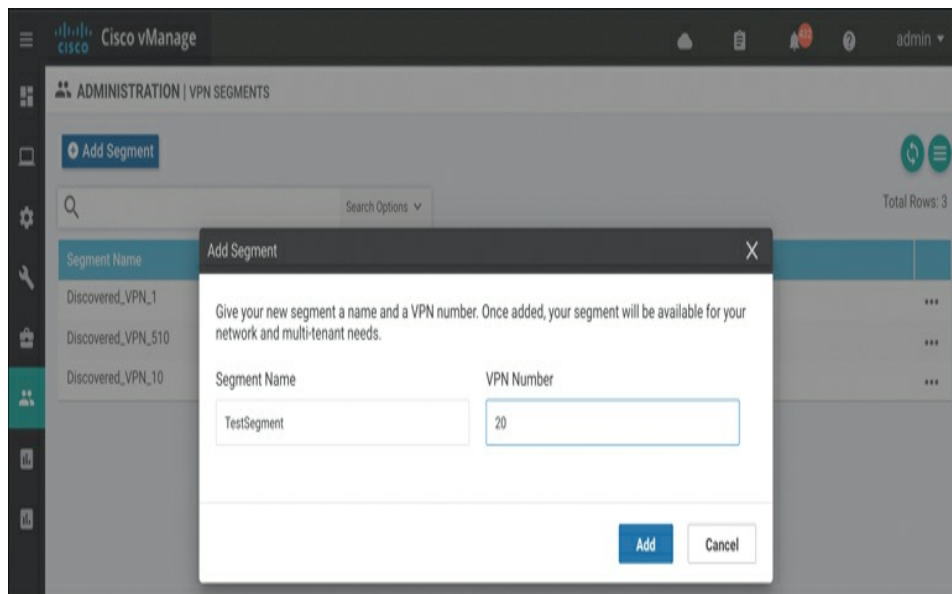 CISCO
Cisco vManage
432
admin
ADMINISTRATION | VPN SEGMENTS
Add Segment
Search Options
Total Rows: 3
Segment Name
Discovered_VPN_1
Discovered_VPN_510
Discovered_VPN_10
Add Segment
X
Give your new segment a name and a VPN number. Once added, your segment will be available for your
network and multi-tenant needs.
Segment Name
VPN Number
TestSegment
20
Add
Cancel